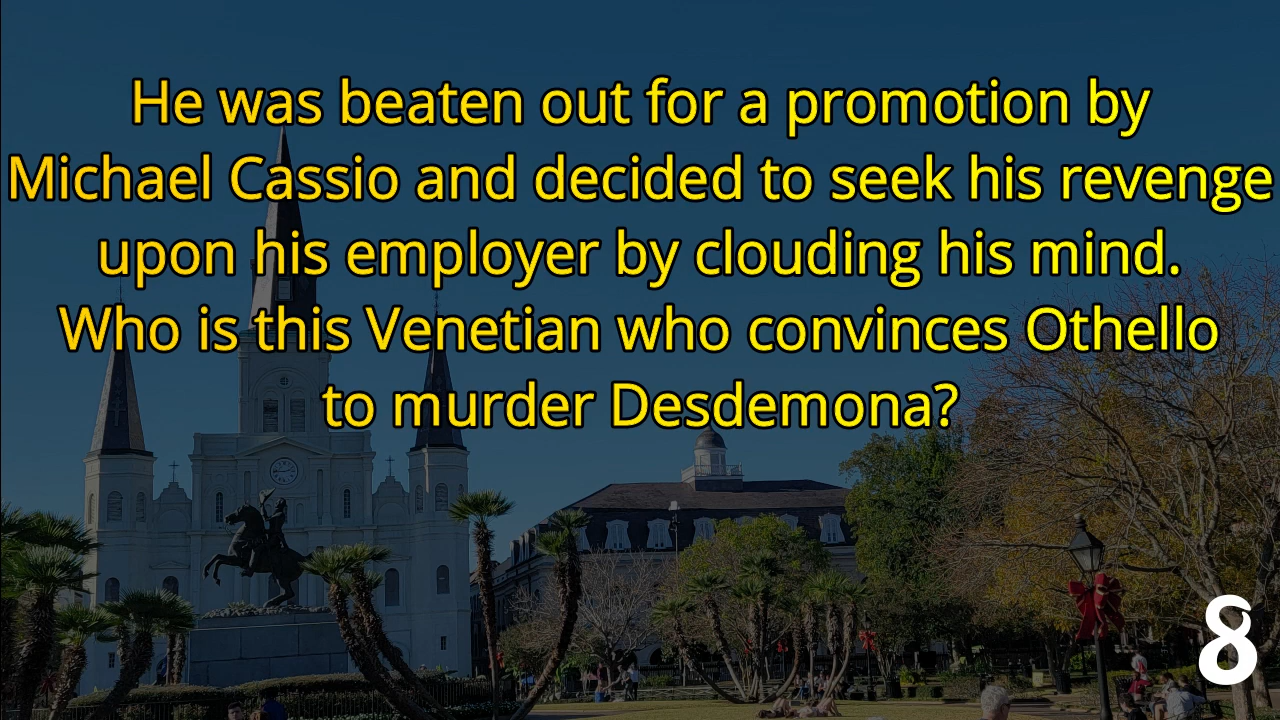 He was beaten out for a promotion by
Michael Cassio and decided to seek his revenge
upon his employer by clouding his mind.
Who is this Venetian who convinces Othello
to murder Desdemona?
8